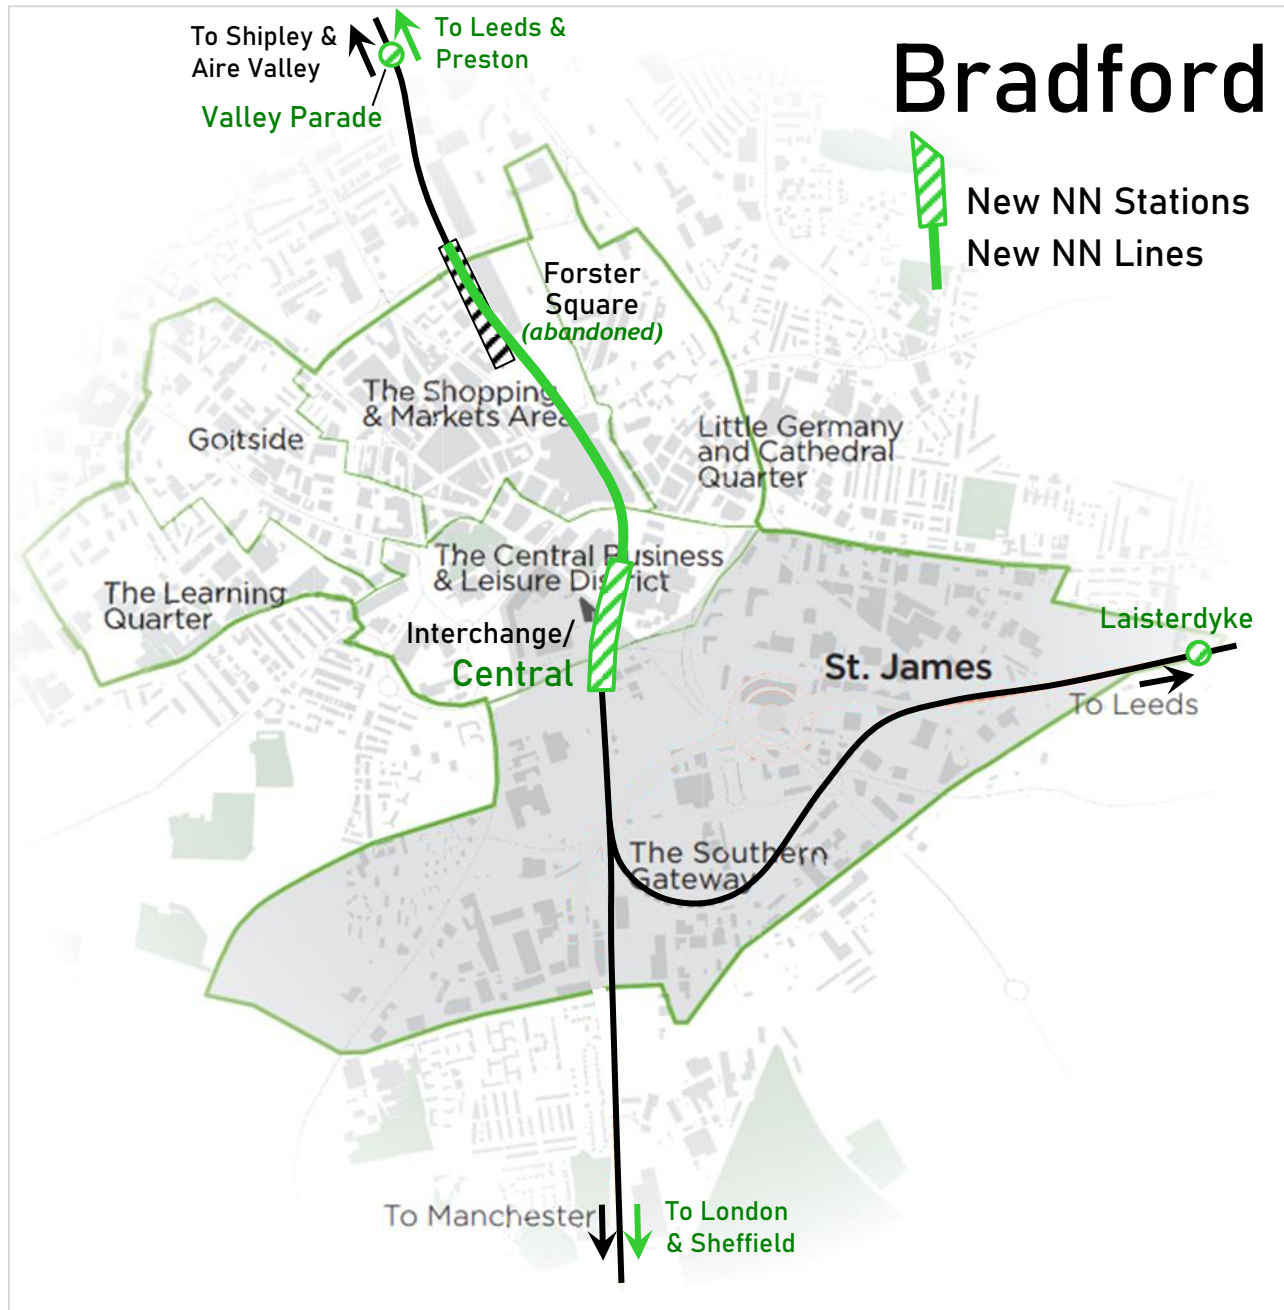 To Shipley &
Aire Valley
To Leeds &
Preston
Valley Parade
Bradford
New NN Stations
New NN Lines
Forster
Square
(abandoned)
The Shopping
& Markets Area
Goitside
Little Germany
and Cathedral
Quarter
The Central Business
& Leisure District
The Learning
Quarter
Interchange/
Central
Laisterdyke
St. James
To Leeds
The Southern
Gateway
To Manchester
To London
& Sheffield